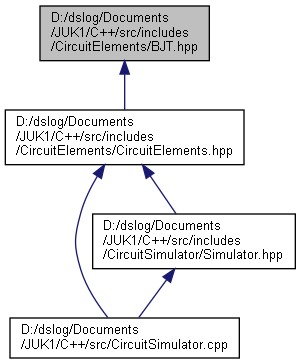 D:/dslog/Documents
/JUK1/C++/src/includes
/CircuitElements/BJT.hpp
D:/dslog/Documents
/JUK1/C++/src/includes
/CircuitElements/CircuitElements.hpp
D:/dslog/Documents
/JUK1/C++/src/includes
/CircuitSimulator/Simulator.hpp
D:/dslog/Documents
/JUK1/C++/src/CircuitSimulator.cpp